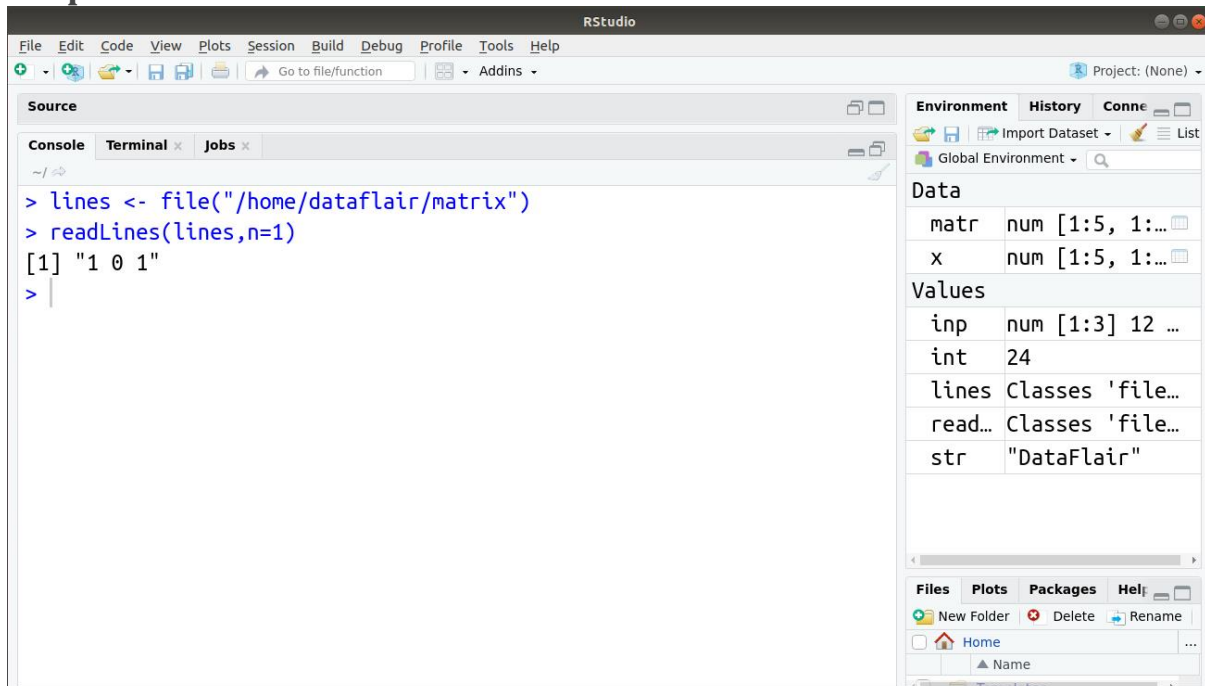 RStudio
File Edit Code View Plots Session Build Debug Profile Tools Help
Go to file/function Addins Project: (None)
Source
Console Terminal Jobs
~/
> lines <- file("/home/dataflair/matrix")
> readLines(lines,n=1)
[1] "1 0 1"
>
Environment History Conne
Import Dataset List
Global Environment
Data
matr num [1:5, 1:…
x num [1:5, 1:…
Values
inp num [1:3] 12 …
int 24
lines Classes 'file…
read… Classes 'file…
str "DataFlair"
Files Plots Packages Help
New Folder Delete Rename
Home ...
Name